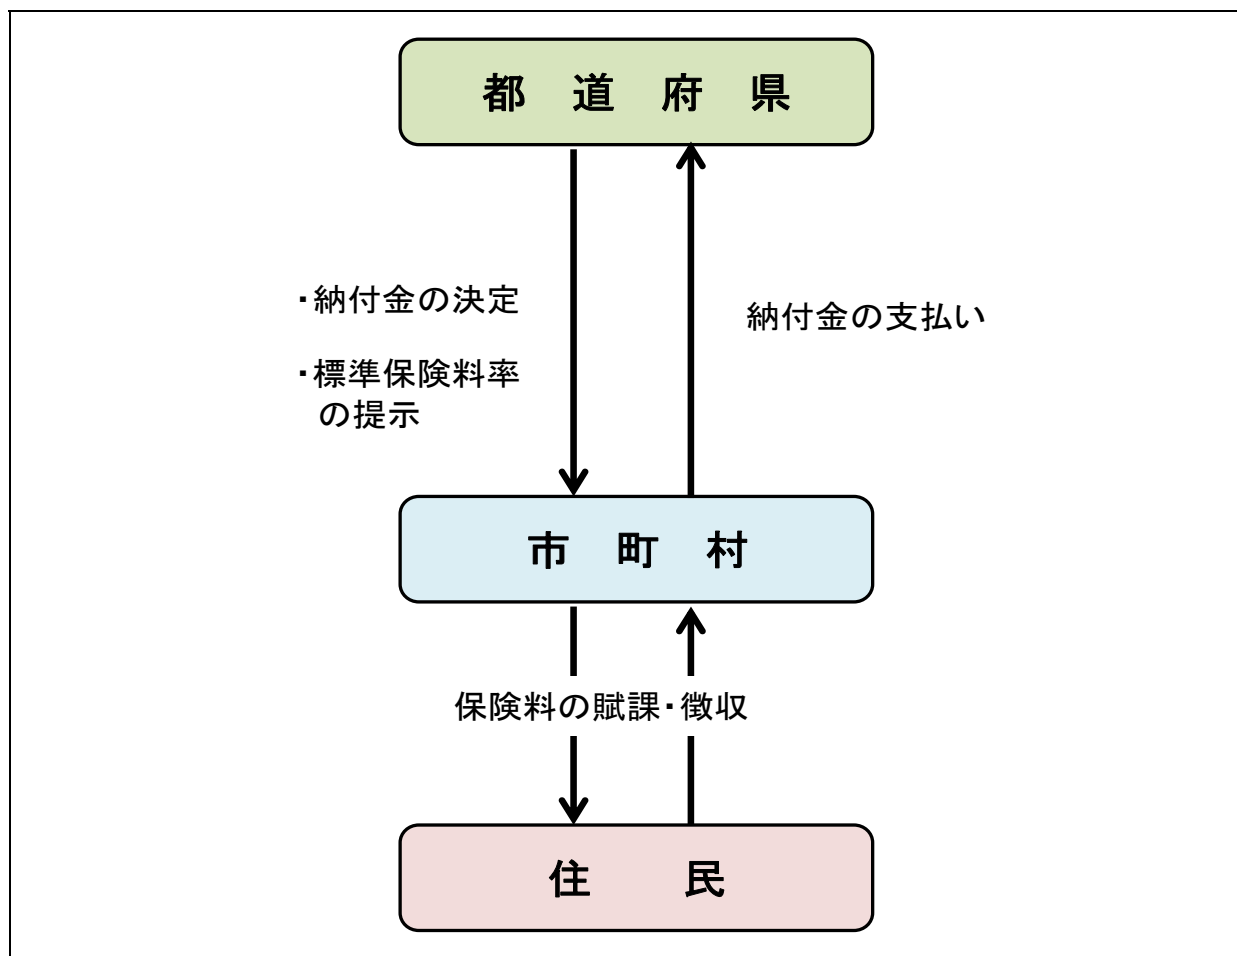 都道府県
・納付金の決定
納付金の支払い
・標準保険料率
の提示
市町村
保険料の賦課・徴収
住民